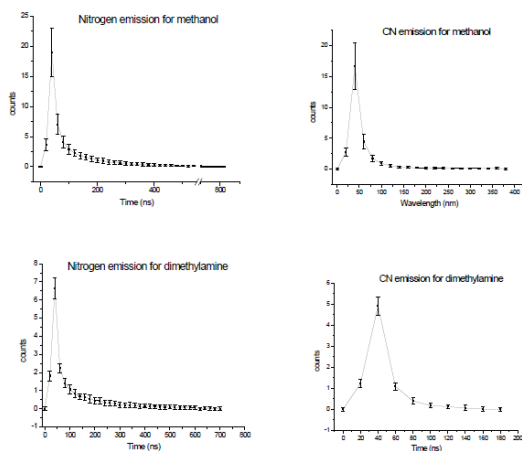 Nitrogen emission for methanol
25
20
15
10
5
0
counts
0 200 400 600
Time (ns)
CN emission for methanol
25
20
15
10
5
0
counts
0 50 100 150 200 250 300 350 400
Wavelength (nm)
Nitrogen emission for dimethylamine
8
7
6
5
4
3
2
1
0
-1
counts
0 100 200 300 400 500 600 700 800
Time (ns)
CN emission for dimethylamine
6
5
4
3
2
1
0
-1
counts
0 20 40 60 80 100 120 140 160 180 200
Time (ns)